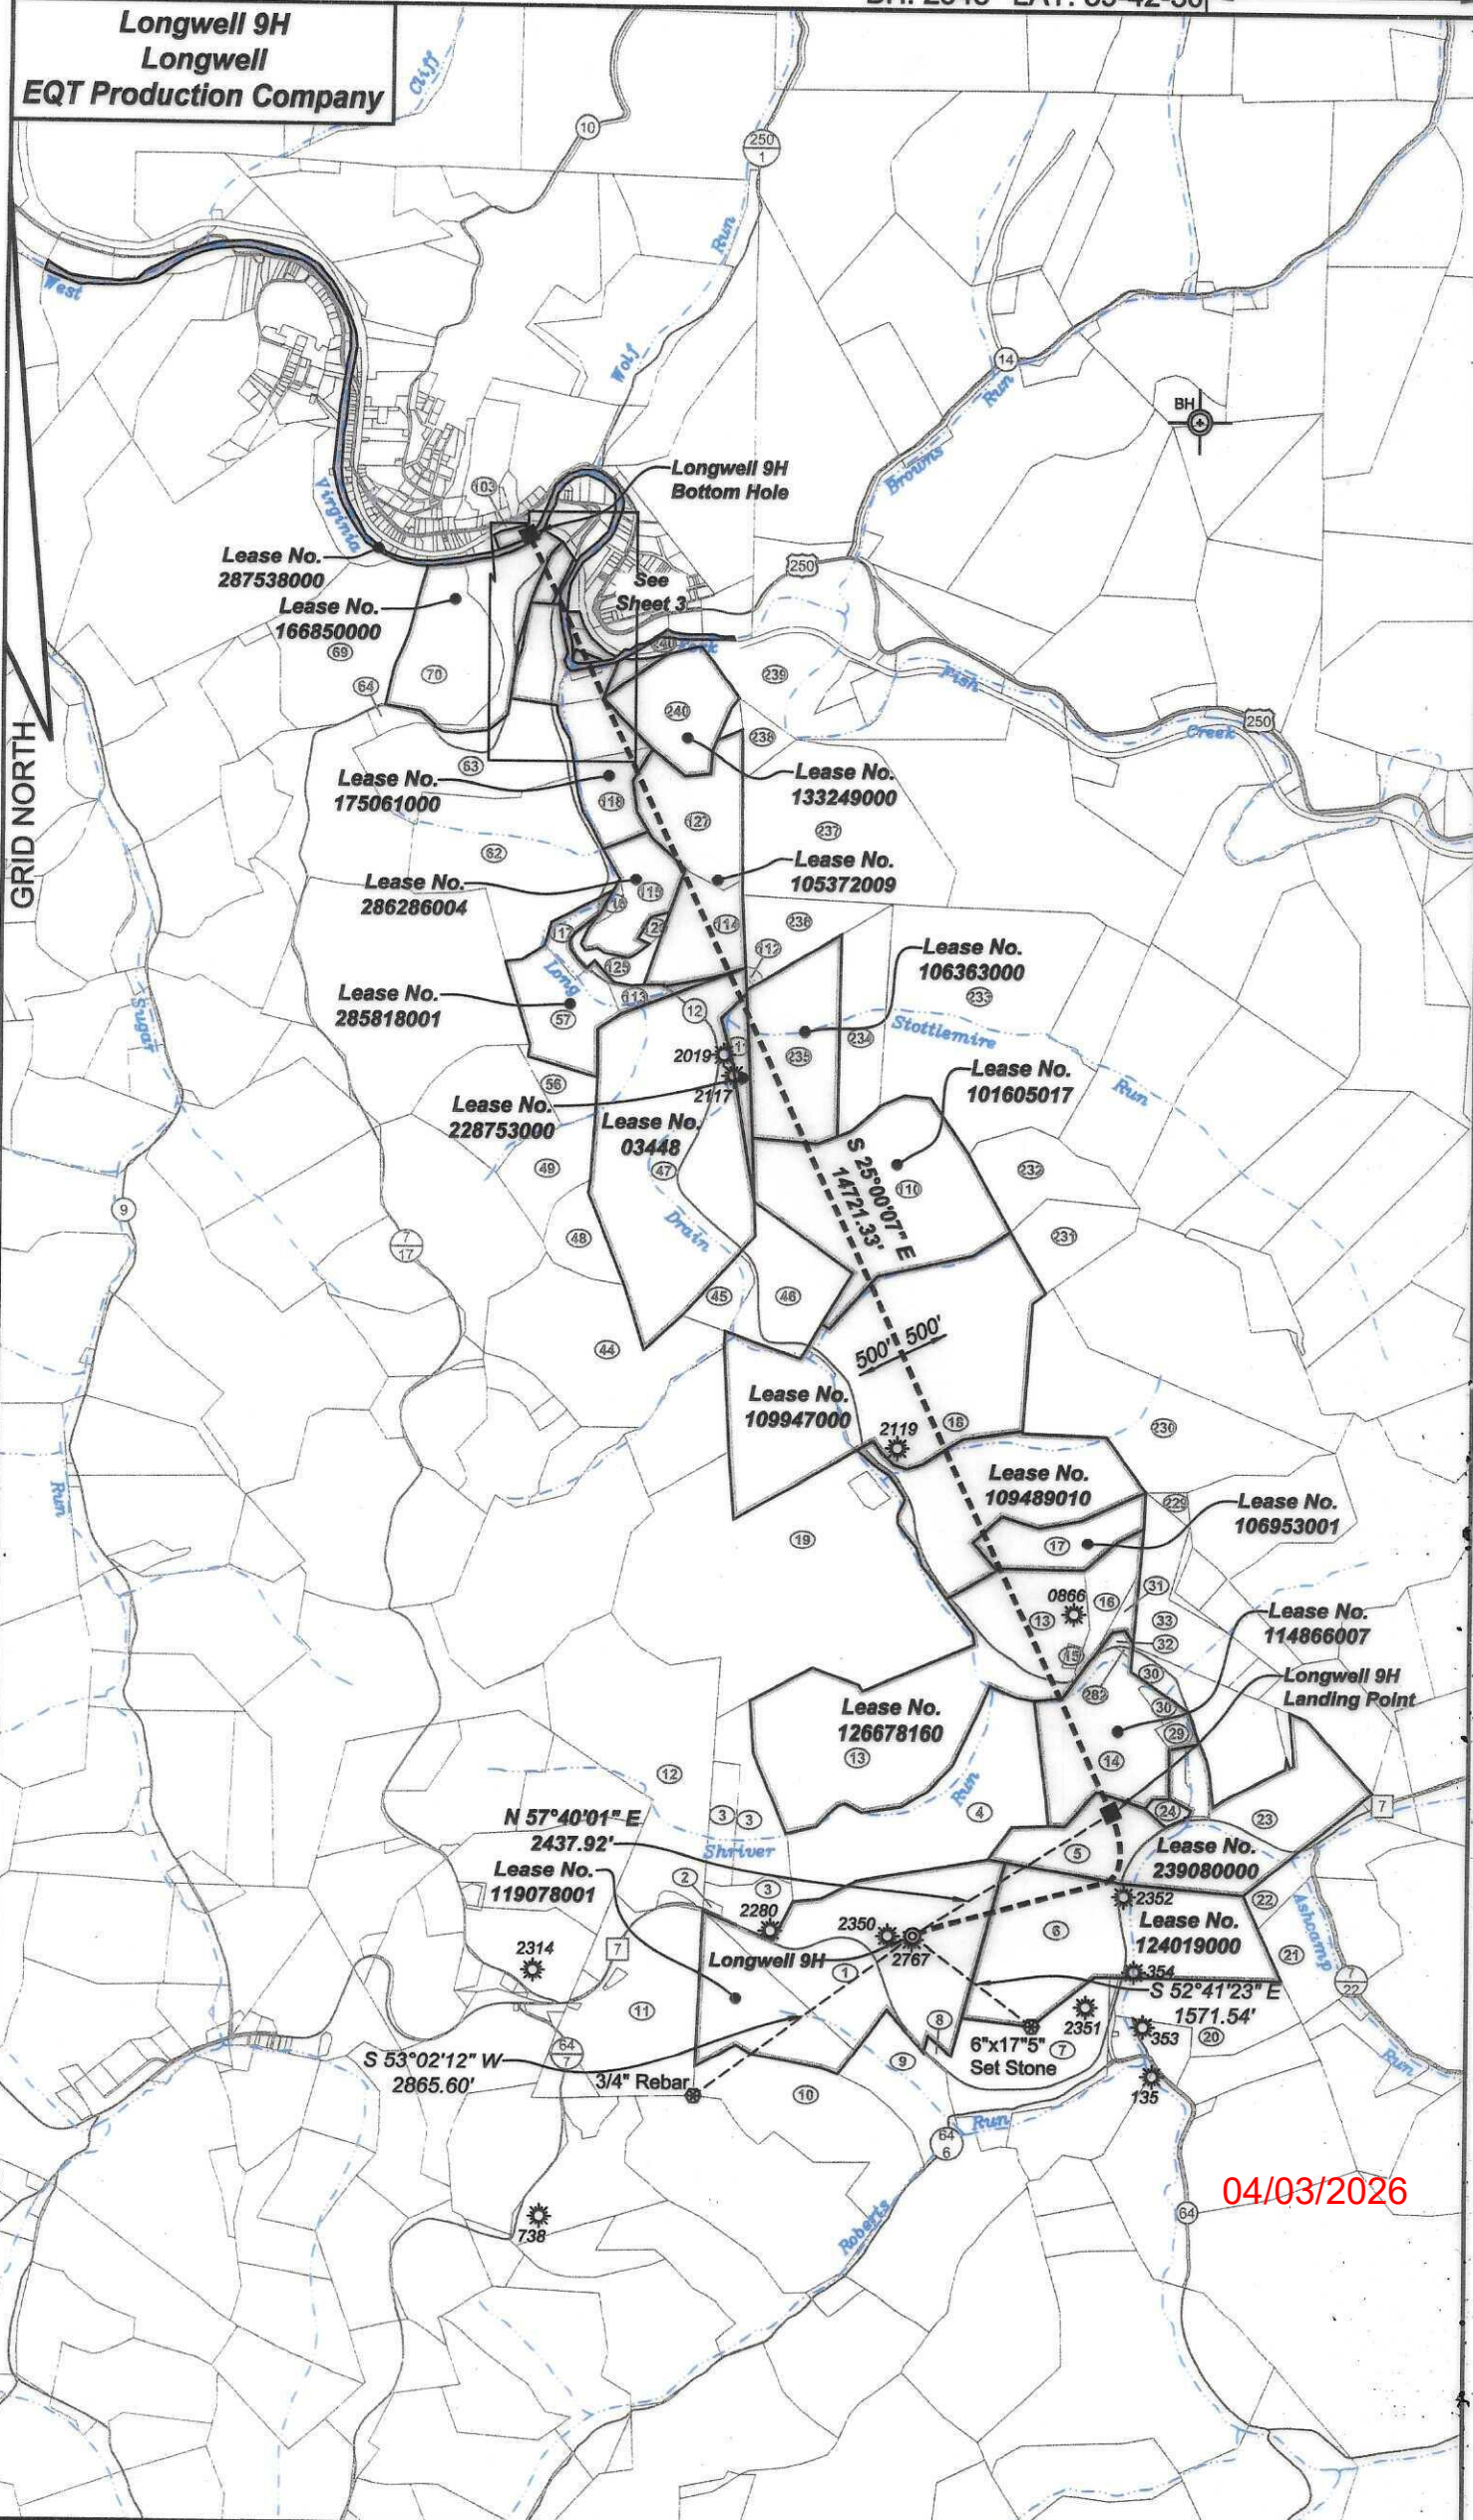 Longwell 9H
Longwell
EQT Production Company
Cliff
10
250
1
Run
West
Wolf
14
Run
BH
Browns
Longwell 9H
Bottom Hole
103
Virginia
Lease No.
287538000
250
See
Sheet 3
Lease No.
166850000
69
Fork
64
70
239
Fish
240
238
250
Creek
GRID NORTH
63
Lease No.
175061000
Lease No.
133249000
118
127
237
62
Lease No.
105372009
Lease No.
286286004
115
114
236
112
Lease No.
106363000
233
Long
125
Lease No.
285818001
57
113
12
Sugar
Stottlemire
2019
235
234
56
2117
Lease No.
101605017
Run
Lease No.
228753000
Lease No.
03448
47
49
S 25°00'07" E
14721.33'
110
232
9
7
17
48
Drain
231
45
46
44
500' 500'
Lease No.
109947000
2119
18
230
Lease No.
109489010
229
Lease No.
106953001
Run
19
17
0866
16
31
13
33
32
Lease No.
114866007
15
30
282
30
Longwell 9H
Landing Point
29
Lease No.
126678160
13
14
12
Run
4
24
23
7
N 57°40'01" E
2437.92'
3
3
Shriver
5
Lease No.
239080000
Lease No.
119078001
2
3
2280
2352
22
2350
6
Lease No.
124019000
Ashcamp
2314
7
Longwell 9H
2767
1
21
354
7
22
S 52°41'23" E
1571.54'
11
8
2351
353
20
64
7
S 53°02'12" W
2865.60'
9
6"x17"5"
Set Stone
7
3/4" Rebar
10
135
Run
Run
64
6
04/03/2026
Roberts
64
738